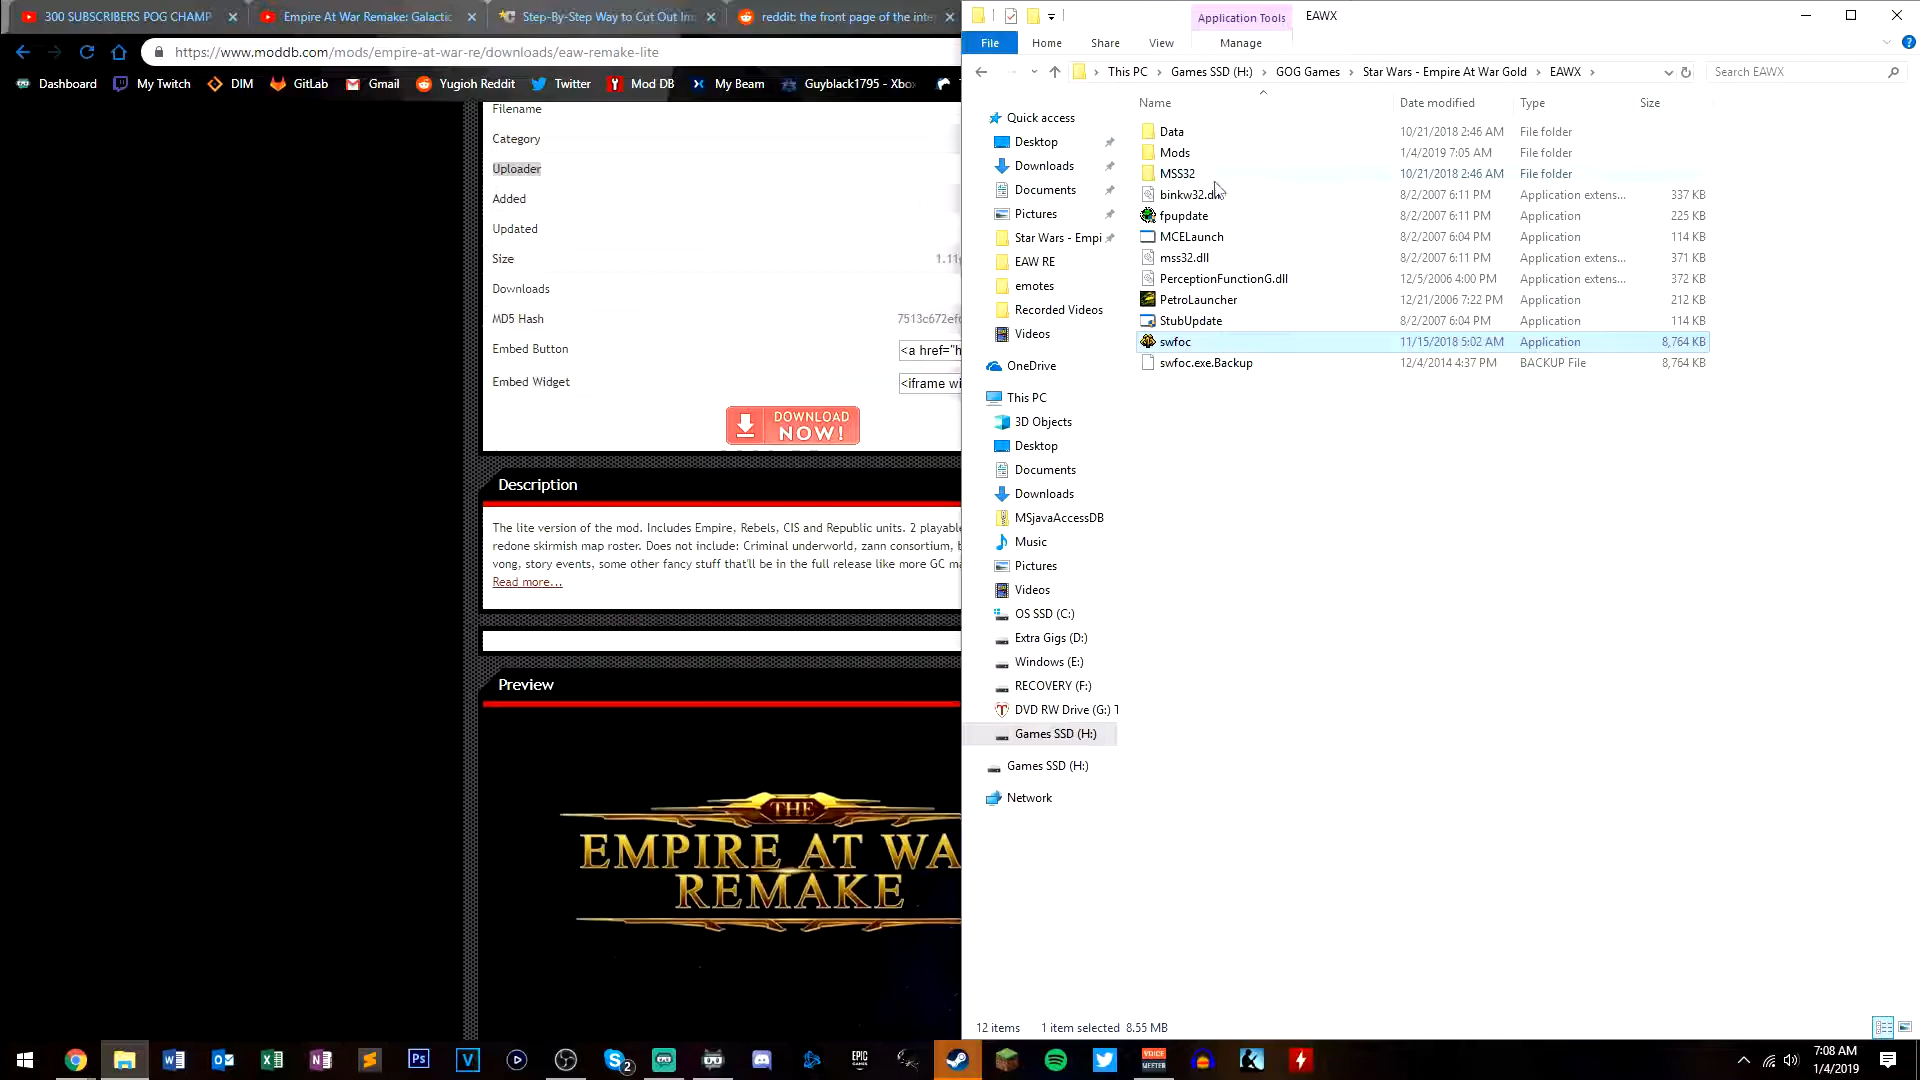 300 SUBSCRIBERS POG CHAMP
Empire At War Remake: Galactic
Step-By-Step Way to Cut Out Im
reddit: the front page of the inte
https://www.moddb.com/mods/empire-at-war-re/downloads/eaw-remake-lite
Dashboard
My Twitch
DIM
GitLab
Gmail
Yugioh Reddit
Twitter
Mod DB
My Beam
Guyblack1795 - Xbo
Filename
Category
Uploader
Added
Updated
Size
1.11
Downloads
MD5 Hash
7513c672ef
Embed Button
<a href="h
Embed Widget
<iframe wi
DOWNLOAD
NOW!
Description
The lite version of the mod. Includes Empire, Rebels, CIS and Republic units. 2 playabl
redone skirmish map roster. Does not include: Criminal underworld, zann consortium,
vong, story events, some other fancy stuff that'll be in the full release like more GC m
Read more...
Preview
THE
EMPIRE AT WA
REMAKE
Application Tools
EAWX
File
Home
Share
View
Manage
This PC
Games SSD (H:)
GOG Games
Star Wars - Empire At War Gold
EAWX
Search EAWX
Quick access
Desktop
Downloads
Documents
Pictures
Star Wars - Empi
EAW RE
emotes
Recorded Videos
Videos
OneDrive
This PC
3D Objects
Desktop
Documents
Downloads
MSjavaAccessDB
Music
Pictures
Videos
OS SSD (C:)
Extra Gigs (D:)
Windows (E:)
RECOVERY (F:)
DVD RW Drive (G:) T
Games SSD (H:)
Games SSD (H:)
Network
Name Date modified Type Size
Data 10/21/2018 2:46 AM File folder
Mods 1/4/2019 7:05 AM File folder
MSS32 10/21/2018 2:46 AM File folder
binkw32.dll 8/2/2007 6:11 PM Application extens... 337 KB
fpupdate 8/2/2007 6:11 PM Application 225 KB
MCELaunch 8/2/2007 6:04 PM Application 114 KB
mss32.dll 8/2/2007 6:11 PM Application extens... 371 KB
PerceptionFunctionG.dll 12/5/2006 4:00 PM Application extens... 372 KB
PetroLauncher 12/21/2006 7:22 PM Application 212 KB
StubUpdate 8/2/2007 6:04 PM Application 114 KB
swfoc 11/15/2018 5:02 AM Application 8,764 KB
swfoc.exe.Backup 12/4/2014 4:37 PM BACKUP File 8,764 KB
12 items 1 item selected 8.55 MB
Ps
EPIC
GAMES
VOICE
MEETER
2
7:08 AM
1/4/2019